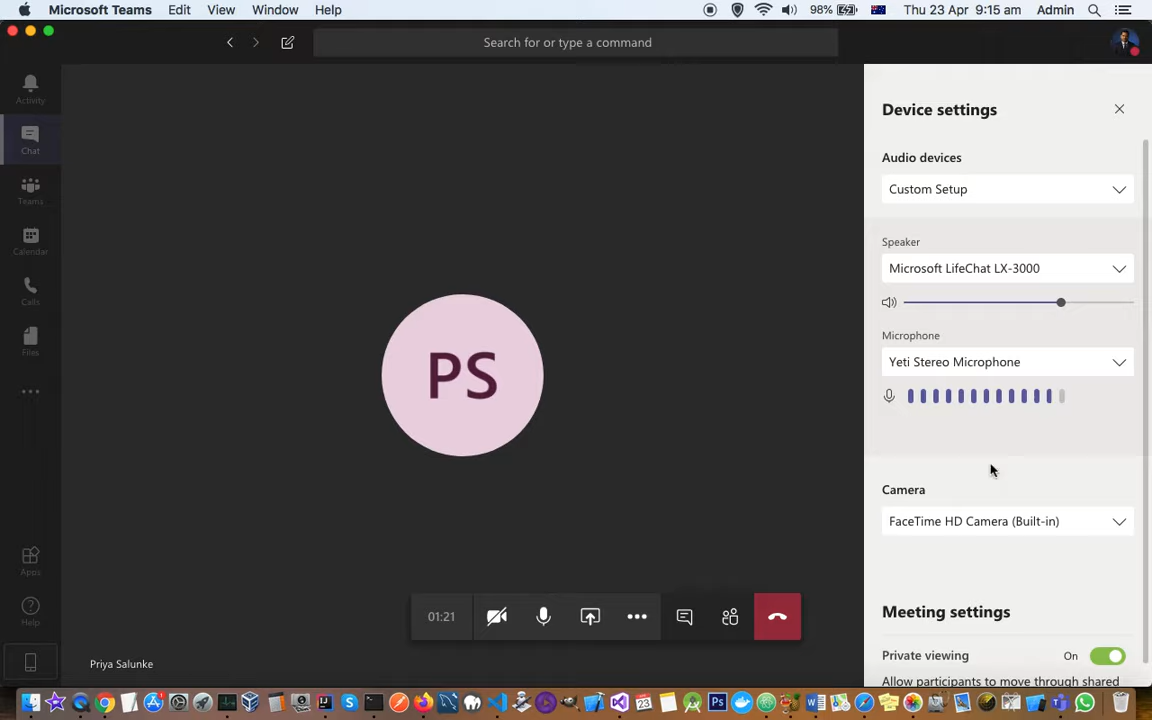 Microsoft Teams Edit View Window Help 98% Thu 23 Apr 9:15 am Admin
Search for or type a command
Activity
Chat
Teams
Calendar
Calls
Files
Apps
Help
PS
01:21
Priya Salunke
Device settings
Audio devices
Custom Setup
Speaker
Microsoft LifeChat LX-3000
Microphone
Yeti Stereo Microphone
Camera
FaceTime HD Camera (Built-in)
Meeting settings
Private viewing On
Allow participants to move through shared